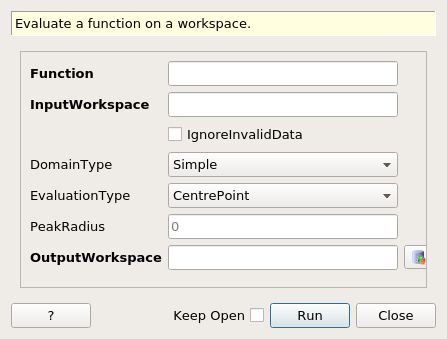 Evaluate a function on a workspace.
Function
InputWorkspace
IgnoreInvalidData
DomainType Simple
EvaluationType CentrePoint
PeakRadius 0
OutputWorkspace
? Keep Open Run Close